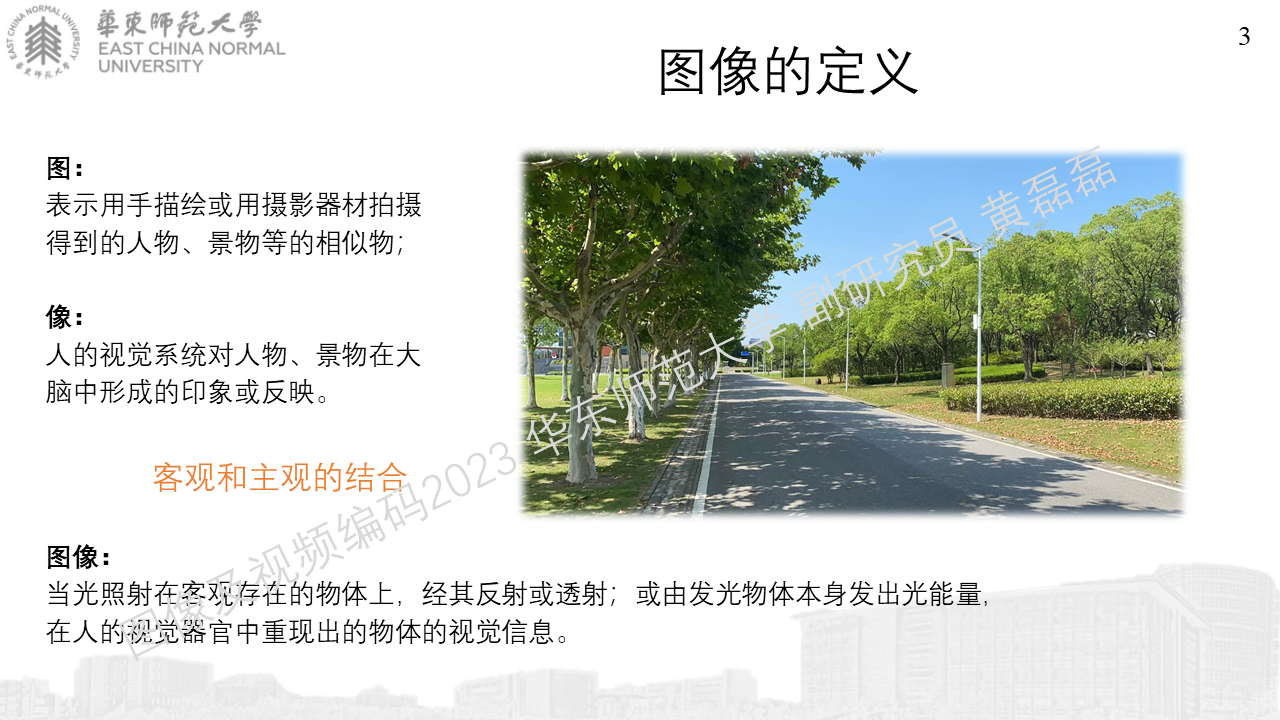 華東師范大學
EAST CHINA NORMAL
UNIVERSITY
EAST CHINA NORMAL UNIVERSITY
華東師范大學
3
图像的定义
图：
表示用手描绘或用摄影器材拍摄
得到的人物、景物等的相似物；
像：
人的视觉系统对人物、景物在大
脑中形成的印象或反映。
客观和主观的结合
图像：
当光照射在客观存在的物体上，经其反射或透射；或由发光物体本身发出光能量，
在人的视觉器官中重现出的物体的视觉信息。
图像及视频编码2023 华东师范大学 副研究员 黄磊磊